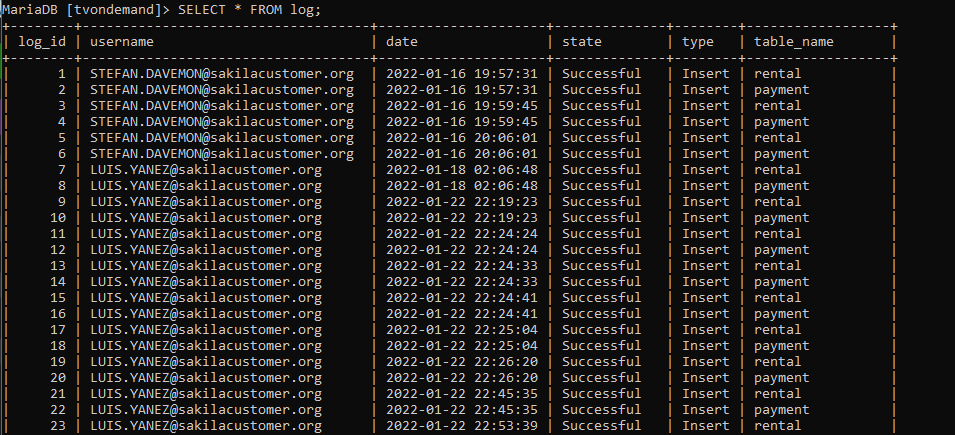 MariaDB [tvondemand]> SELECT * FROM log;
+--------+------------------------------------+---------------------+------------+--------+------------+
| log_id | username | date | state | type | table_name |
+--------+------------------------------------+---------------------+------------+--------+------------+
| 1 | STEFAN.DAVEMON@sakilacustomer.org | 2022-01-16 19:57:31 | Successful | Insert | rental |
| 2 | STEFAN.DAVEMON@sakilacustomer.org | 2022-01-16 19:57:31 | Successful | Insert | payment |
| 3 | STEFAN.DAVEMON@sakilacustomer.org | 2022-01-16 19:59:45 | Successful | Insert | rental |
| 4 | STEFAN.DAVEMON@sakilacustomer.org | 2022-01-16 19:59:45 | Successful | Insert | payment |
| 5 | STEFAN.DAVEMON@sakilacustomer.org | 2022-01-16 20:06:01 | Successful | Insert | rental |
| 6 | STEFAN.DAVEMON@sakilacustomer.org | 2022-01-16 20:06:01 | Successful | Insert | payment |
| 7 | LUIS.YANEZ@sakilacustomer.org | 2022-01-18 02:06:48 | Successful | Insert | rental |
| 8 | LUIS.YANEZ@sakilacustomer.org | 2022-01-18 02:06:48 | Successful | Insert | payment |
| 9 | LUIS.YANEZ@sakilacustomer.org | 2022-01-22 22:19:23 | Successful | Insert | rental |
| 10 | LUIS.YANEZ@sakilacustomer.org | 2022-01-22 22:19:23 | Successful | Insert | payment |
| 11 | LUIS.YANEZ@sakilacustomer.org | 2022-01-22 22:24:24 | Successful | Insert | rental |
| 12 | LUIS.YANEZ@sakilacustomer.org | 2022-01-22 22:24:24 | Successful | Insert | payment |
| 13 | LUIS.YANEZ@sakilacustomer.org | 2022-01-22 22:24:33 | Successful | Insert | rental |
| 14 | LUIS.YANEZ@sakilacustomer.org | 2022-01-22 22:24:33 | Successful | Insert | payment |
| 15 | LUIS.YANEZ@sakilacustomer.org | 2022-01-22 22:24:41 | Successful | Insert | rental |
| 16 | LUIS.YANEZ@sakilacustomer.org | 2022-01-22 22:24:41 | Successful | Insert | payment |
| 17 | LUIS.YANEZ@sakilacustomer.org | 2022-01-22 22:25:04 | Successful | Insert | rental |
| 18 | LUIS.YANEZ@sakilacustomer.org | 2022-01-22 22:25:04 | Successful | Insert | payment |
| 19 | LUIS.YANEZ@sakilacustomer.org | 2022-01-22 22:26:20 | Successful | Insert | rental |
| 20 | LUIS.YANEZ@sakilacustomer.org | 2022-01-22 22:26:20 | Successful | Insert | payment |
| 21 | LUIS.YANEZ@sakilacustomer.org | 2022-01-22 22:45:35 | Successful | Insert | rental |
| 22 | LUIS.YANEZ@sakilacustomer.org | 2022-01-22 22:45:35 | Successful | Insert | payment |
| 23 | LUIS.YANEZ@sakilacustomer.org | 2022-01-22 22:53:39 | Successful | Insert | rental |